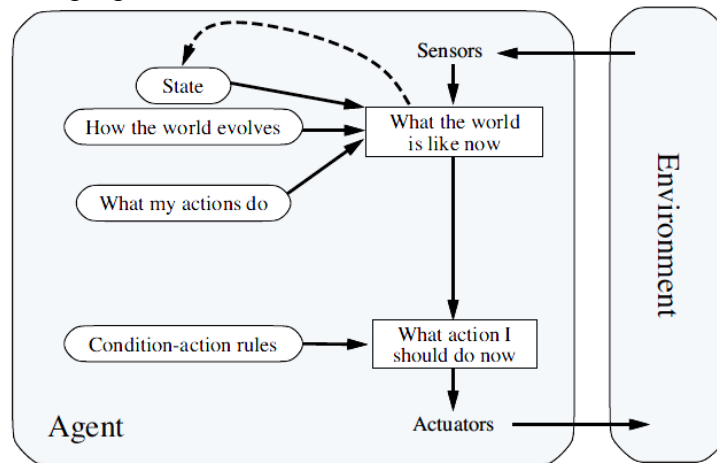 Sensors
State
What the world
is like now
How the world evolves
What my actions do
Environment
What action I
should do now
Condition-action rules
Agent
Actuators